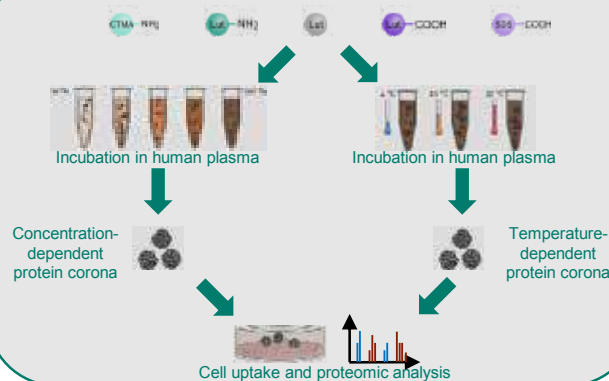 CTMA-NH2
Lut-NH2
Lut
Lut-COOH
SDS-COOH
Incubation in human plasma
Incubation in human plasma
Concentration-
dependent
protein corona
Temperature-
dependent
protein corona
Cell uptake and proteomic analysis